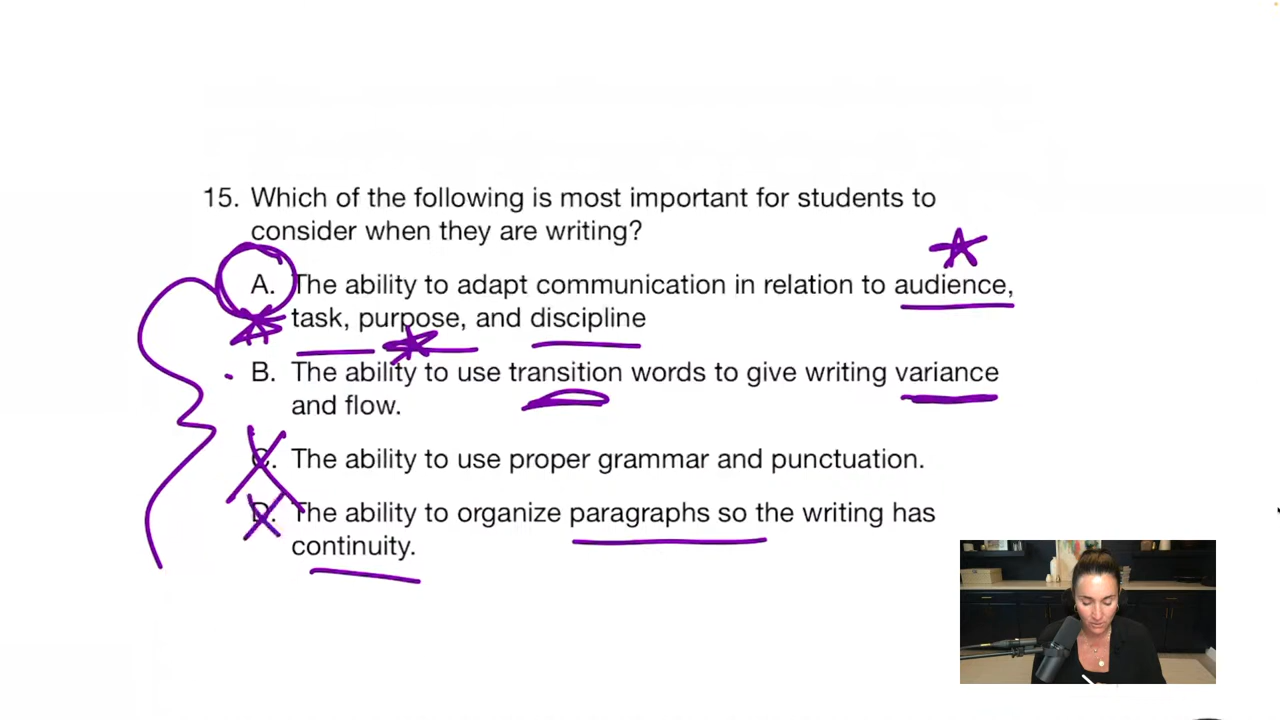 15. Which of the following is most important for students to
consider when they are writing?
A. The ability to adapt communication in relation to audience,
task, purpose, and discipline
B. The ability to use transition words to give writing variance
and flow.
C. The ability to use proper grammar and punctuation.
D. The ability to organize paragraphs so the writing has
continuity.